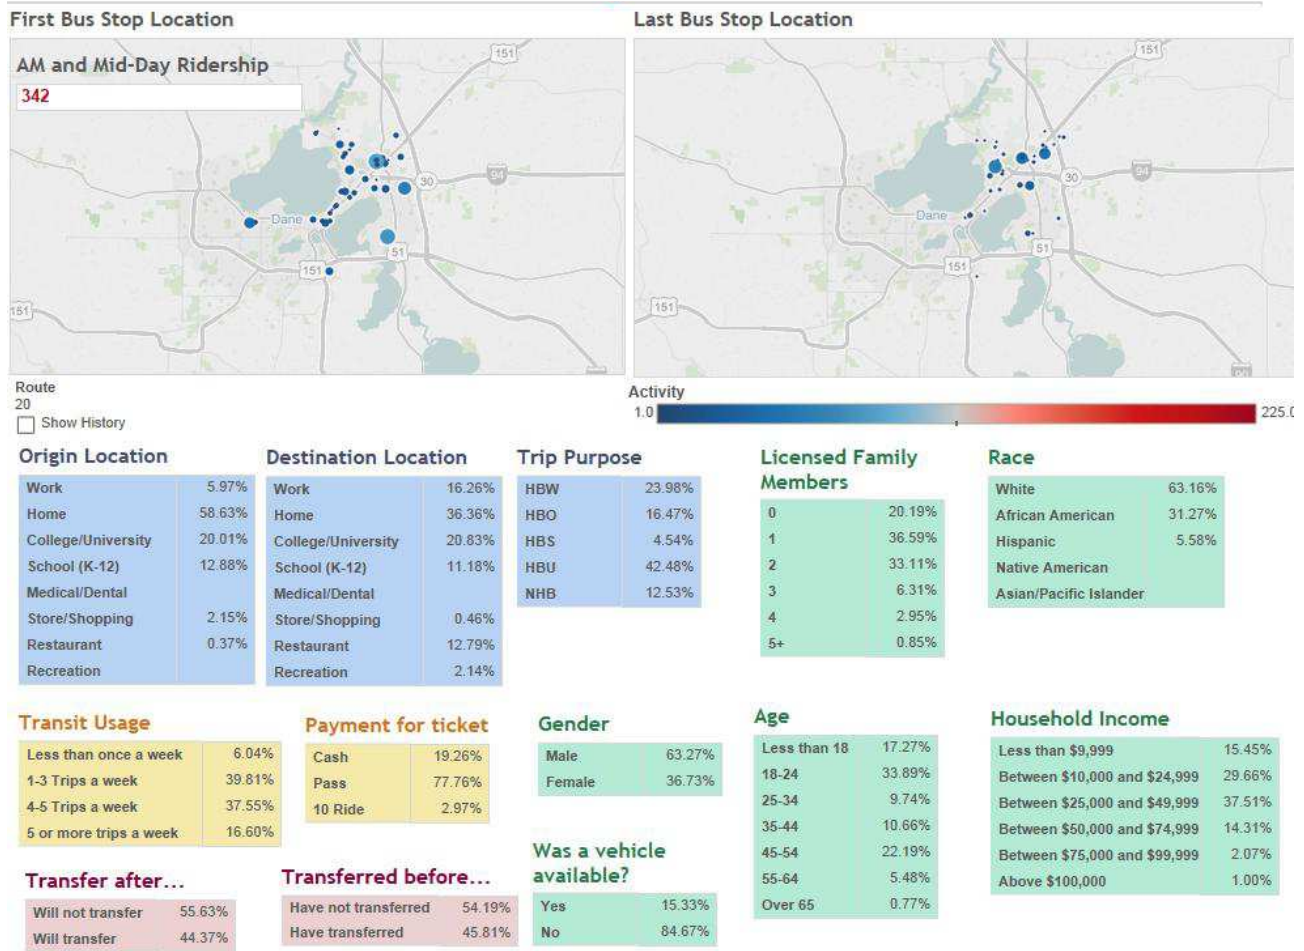 First Bus Stop Location
Last Bus Stop Location
AM and Mid-Day Ridership
342
151
30
94
Dane
51
151
151
151
30
94
Dane
51
151
151
Route
20
Show History
Activity
1.0
225.0
Origin Location
Work 5.97%
Home 58.63%
College/University 20.01%
School (K-12) 12.88%
Medical/Dental
Store/Shopping 2.15%
Restaurant 0.37%
Recreation
Destination Location
Work 16.26%
Home 36.36%
College/University 20.83%
School (K-12) 11.18%
Medical/Dental
Store/Shopping 0.46%
Restaurant 12.79%
Recreation 2.14%
Trip Purpose
HBW 23.98%
HBO 16.47%
HBS 4.54%
HBU 42.48%
NHB 12.53%
Licensed Family
Members
0 20.19%
1 36.59%
2 33.11%
3 6.31%
4 2.95%
5+ 0.85%
Race
White 63.16%
African American 31.27%
Hispanic 5.58%
Native American
Asian/Pacific Islander
Transit Usage
Less than once a week 6.04%
1-3 Trips a week 39.81%
4-5 Trips a week 37.55%
5 or more trips a week 16.60%
Payment for ticket
Cash 19.26%
Pass 77.76%
10 Ride 2.97%
Gender
Male 63.27%
Female 36.73%
Age
Less than 18 17.27%
18-24 33.89%
25-34 9.74%
35-44 10.66%
45-54 22.19%
55-64 5.48%
Over 65 0.77%
Household Income
Less than $9,999 15.45%
Between $10,000 and $24,999 29.66%
Between $25,000 and $49,999 37.51%
Between $50,000 and $74,999 14.31%
Between $75,000 and $99,999 2.07%
Above $100,000 1.00%
Transfer after...
Will not transfer 55.63%
Will transfer 44.37%
Transferred before...
Have not transferred 54.19%
Have transferred 45.81%
Was a vehicle
available?
Yes 15.33%
No 84.67%